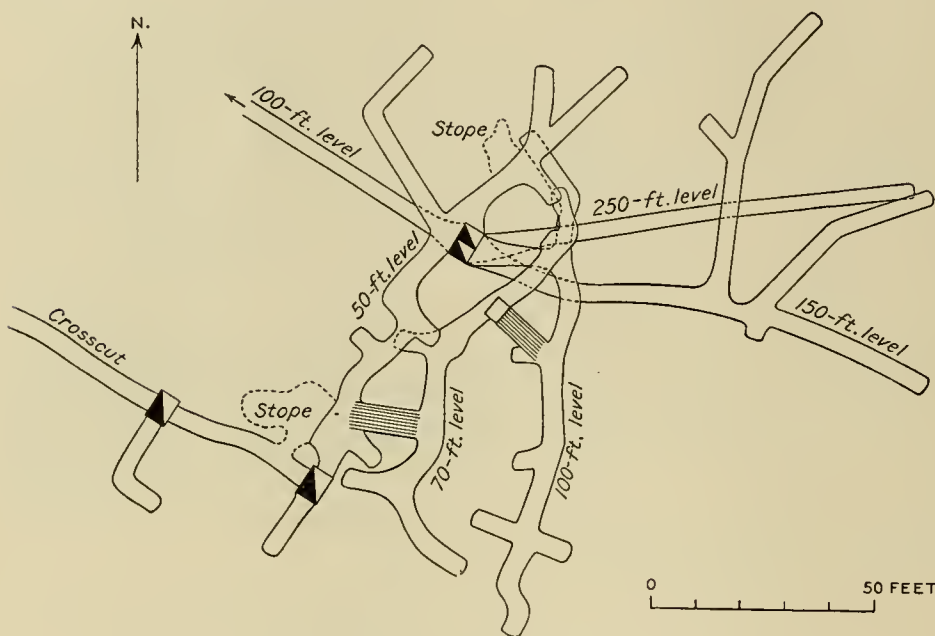 N.
100-ft. level
Stope
250-ft. level
50-ft. level
150-ft. level
Crosscut
Stope
70-ft. level
100-ft. level
0 50 FEET